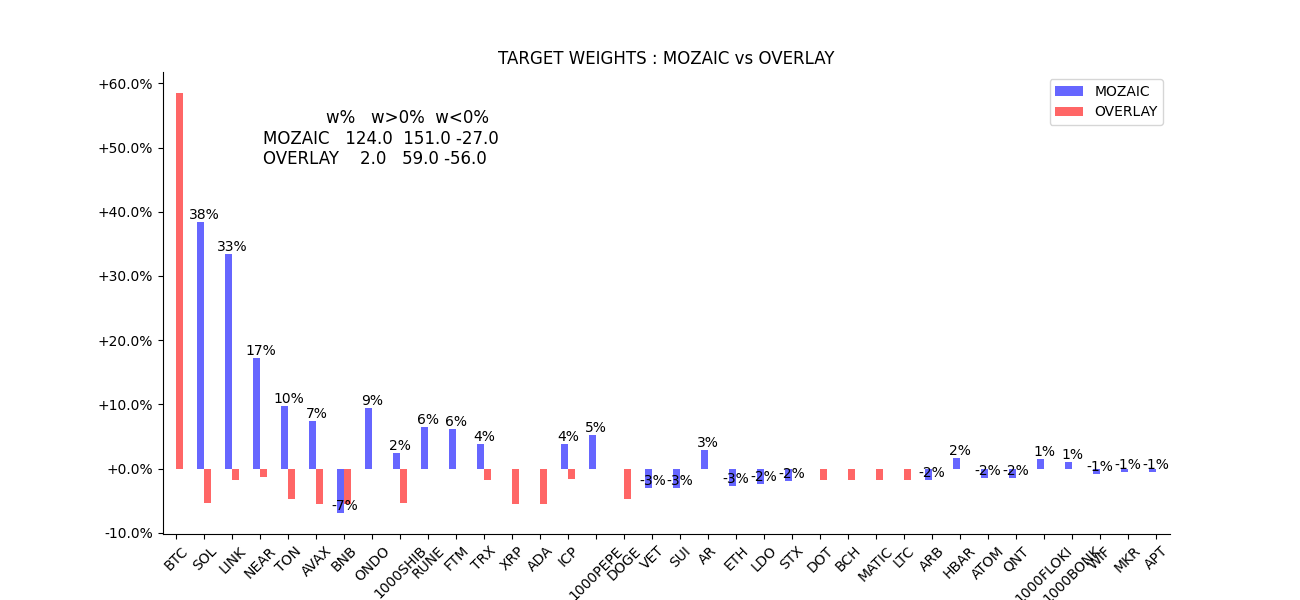 TARGET WEIGHTS : MOZAIC vs OVERLAY
+60.0%
+50.0%
+40.0%
+30.0%
+20.0%
+10.0%
+0.0%
-10.0%
w% w>0% w<0%
MOZAIC 124.0 151.0 -27.0
OVERLAY 2.0 59.0 -56.0
MOZAIC
OVERLAY
38%
33%
17%
10%
7%
-7%
9%
2%
6%
6%
4%
4%
5%
-3%
-3%
3%
-3%
-2%
-2%
-2%
2%
-2%
-2%
1%
1%
-1%
-1%
-1%
BTC
SOL
LINK
NEAR
TON
AVAX
BNB
ONDO
1000SHIB
RUNE
FTM
TRX
XRP
ADA
ICP
1000PEPE
DOGE
VET
SUI
AR
ETH
LDO
STX
DOT
BCH
MATIC
LTC
ARB
HBAR
ATOM
QNT
1000FLOKI
1000BONK
WIF
MKR
APT